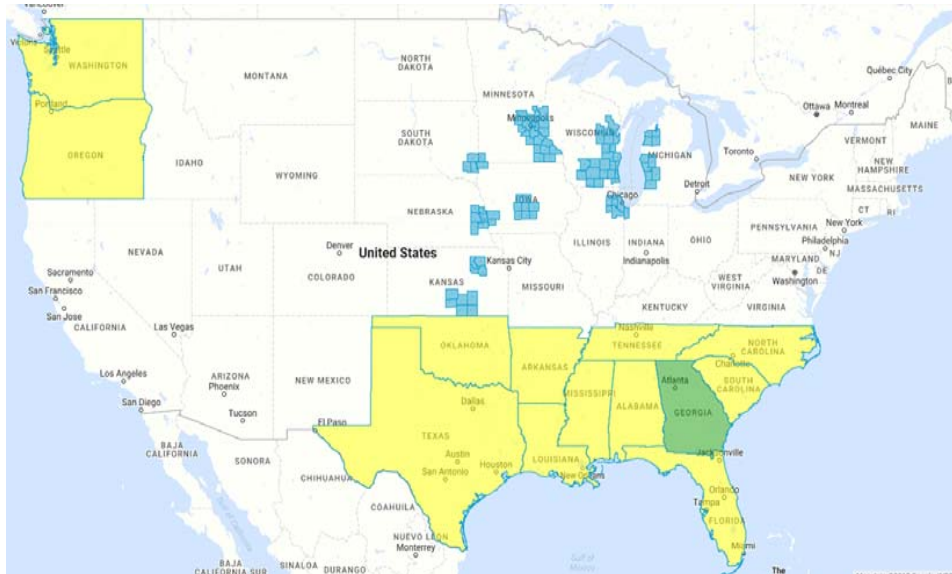 Vancouver
Victoria
Seattle
WASHINGTON
Portland
OREGON
IDAHO
MONTANA
NORTH
DAKOTA
SOUTH
DAKOTA
MINNESOTA
Minneapolis
WISCONSIN
MICHIGAN
Ottawa
Montreal
Québec City
MAINE
VERMONT
NEW
HAMPSHIRE
Toronto
NEW YORK
MASSACHUSETTS
CT
RI
WYOMING
NEBRASKA
IOWA
Chicago
Detroit
PENNSYLVANIA
New York
Philadelphia
NJ
MARYLAND
DE
Washington
NEVADA
UTAH
Denver
COLORADO
United States
KANSAS
Kansas City
MISSOURI
ILLINOIS
INDIANA
Indianapolis
OHIO
WEST
VIRGINIA
VIRGINIA
KENTUCKY
Sacramento
San Francisco
San Jose
CALIFORNIA
Las Vegas
Los Angeles
San Diego
ARIZONA
Phoenix
Tucson
NEW MEXICO
El Paso
OKLAHOMA
ARKANSAS
Nashville
TENNESSEE
NORTH
CAROLINA
Charlotte
SOUTH
CAROLINA
Atlanta
GEORGIA
ALABAMA
MISSISSIPPI
Dallas
TEXAS
Austin
San Antonio
Houston
LOUISIANA
New Orleans
Jacksonville
Orlando
Tampa
FLORIDA
Miami
BAJA
CALIFORNIA
SONORA
CHIHUAHUA
COAHUILA
NUEVO LEON
Monterrey
BAJA
CALIFORNIA SUR
SINALOA
DURANGO
Gulf of
Mexico
The